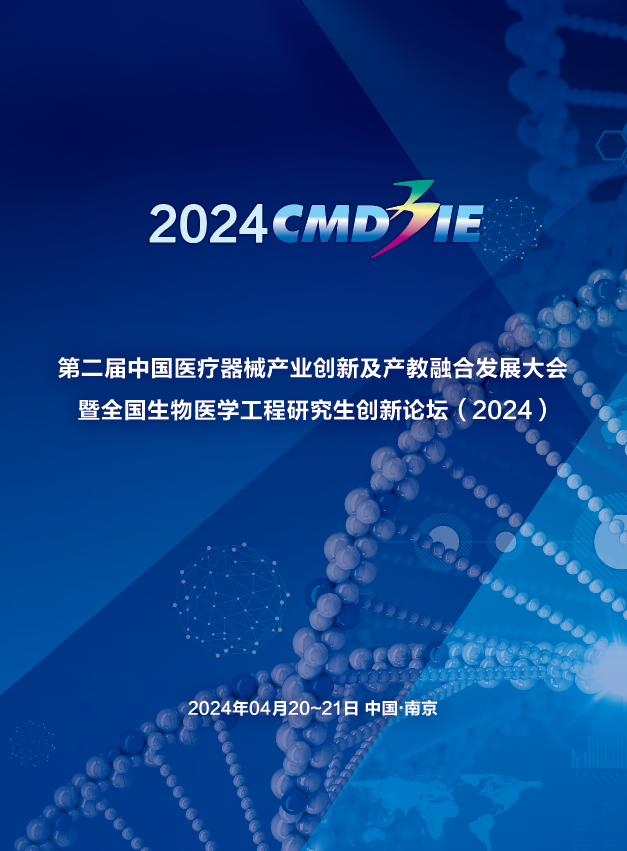 2024CMDIE
第二届中国医疗器械产业创新及产教融合发展大会
暨全国生物医学工程研究生创新论坛（2024）
2024年04月20~21日 中国·南京